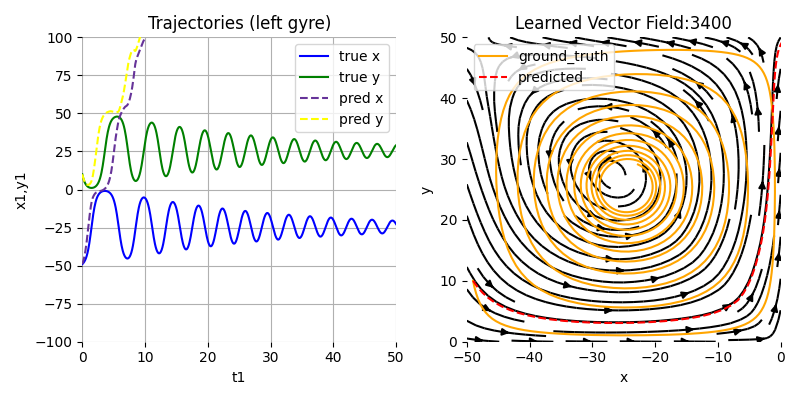 Trajectories (left gyre)
x1,y1
100
75
50
25
0
−25
−50
−75
−100
0
10
20
30
40
50
t1
true x
true y
pred x
pred y
Learned Vector Field:3400
y
50
40
30
20
10
0
−50
−40
−30
−20
−10
0
x
ground_truth
predicted